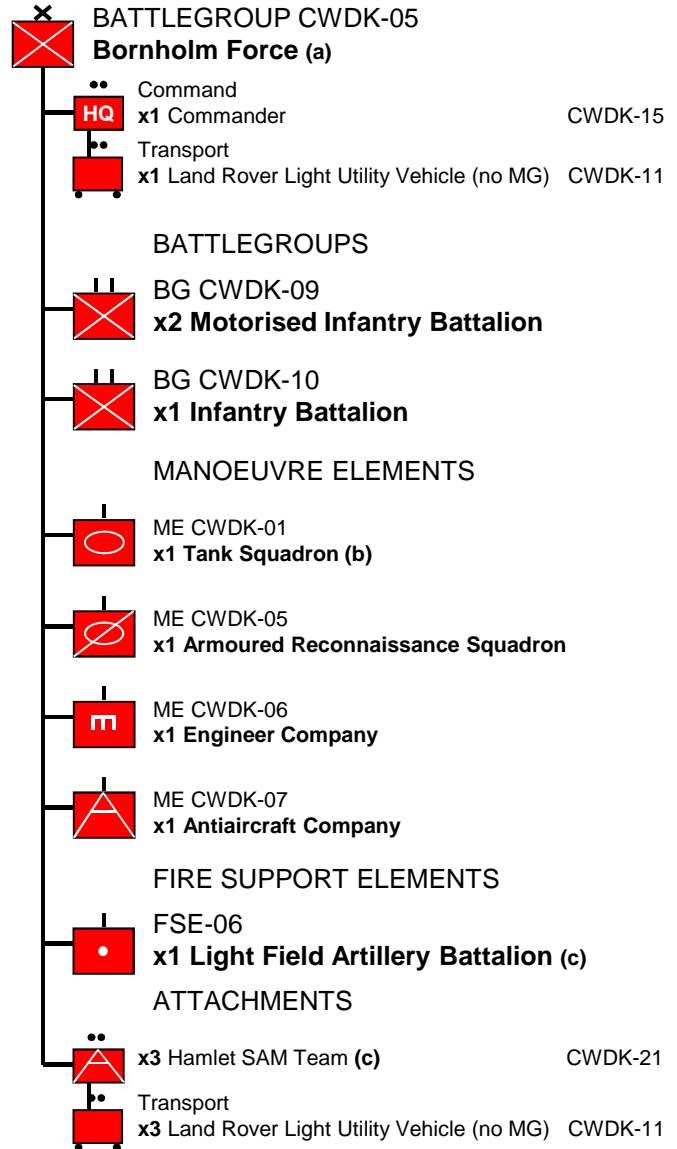 BATTLEGROUP CWDK-05
Bornholm Force (a)
Command
HQ x1 Commander CWDK-15
Transport
x1 Land Rover Light Utility Vehicle (no MG) CWDK-11
BATTLEGROUPS
BG CWDK-09
x2 Motorised Infantry Battalion
BG CWDK-10
x1 Infantry Battalion
MANOEUVRE ELEMENTS
ME CWDK-01
x1 Tank Squadron (b)
ME CWDK-05
x1 Armoured Reconnaissance Squadron
ME CWDK-06
x1 Engineer Company
ME CWDK-07
x1 Antiaircraft Company
FIRE SUPPORT ELEMENTS
FSE-06
x1 Light Field Artillery Battalion (c)
ATTACHMENTS
x3 Hamlet SAM Team (c) CWDK-21
Transport
x3 Land Rover Light Utility Vehicle (no MG) CWDK-11